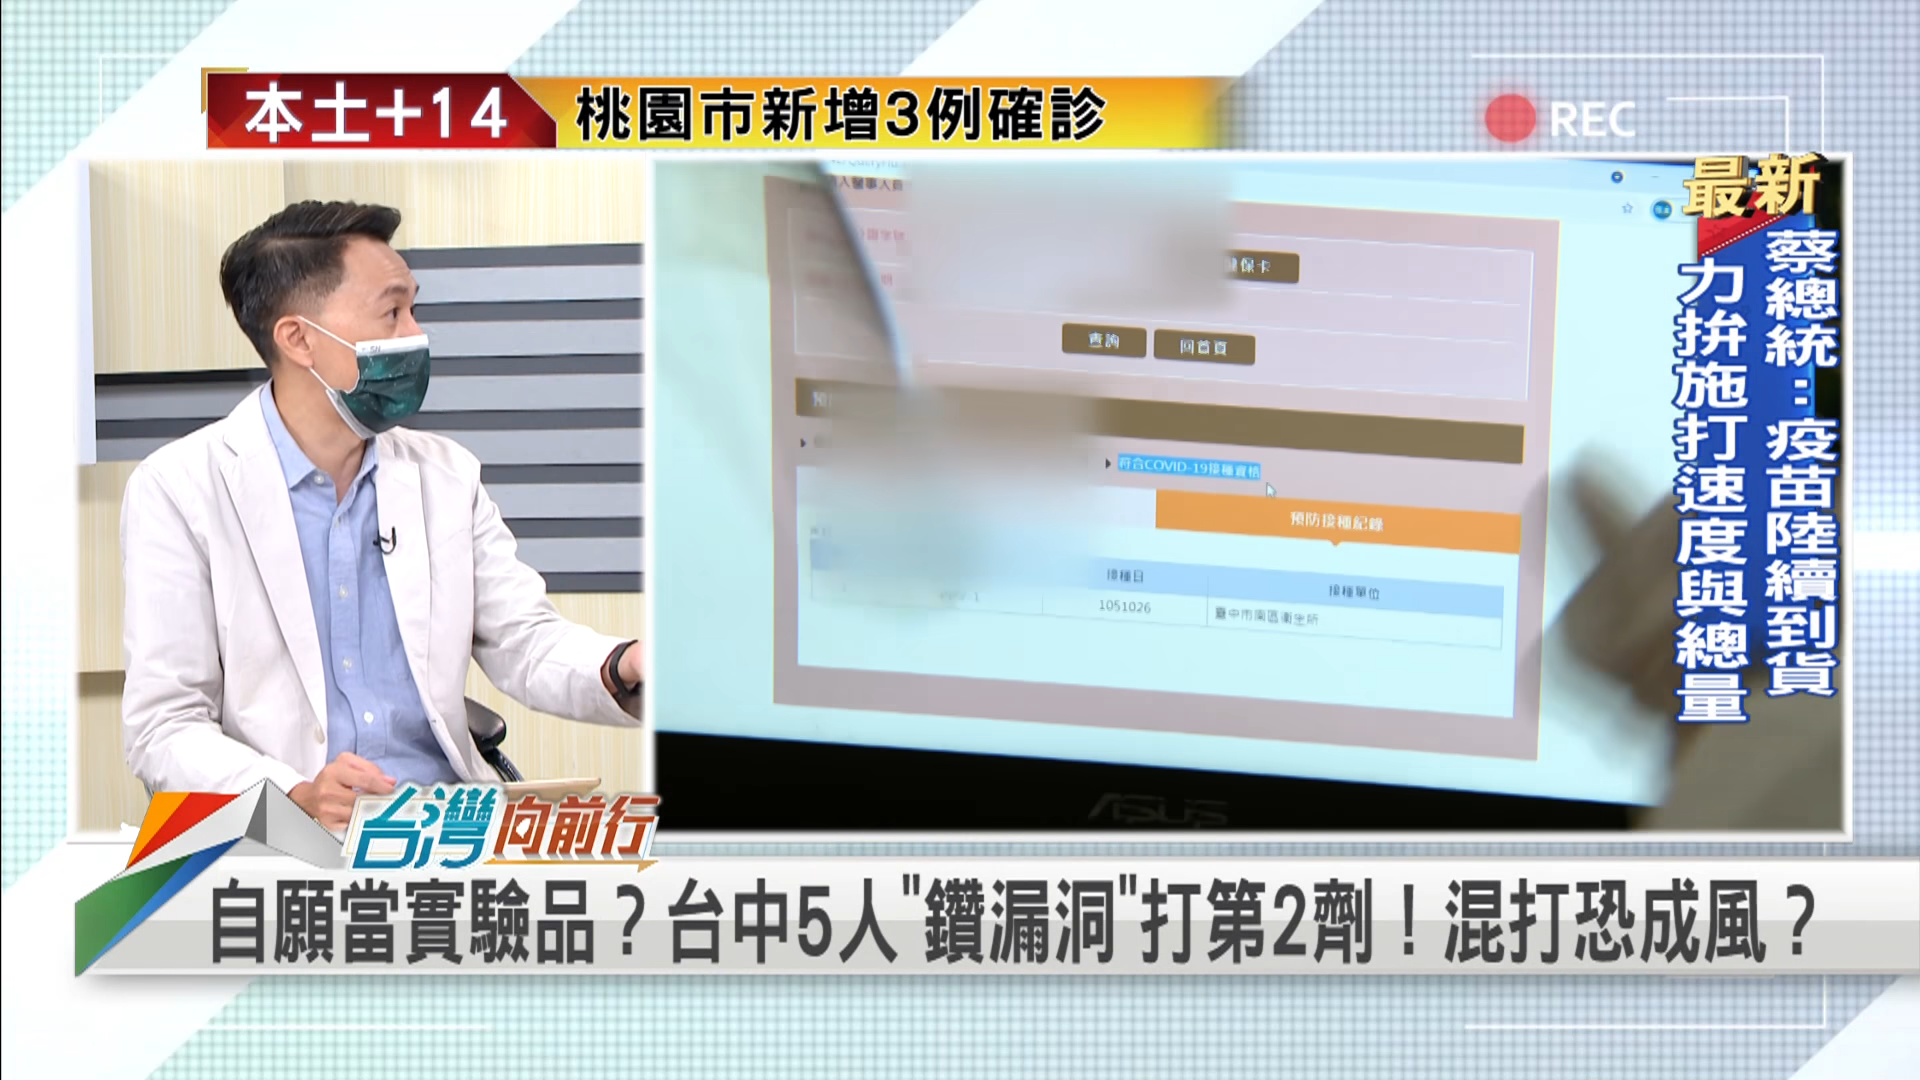 本土+14
桃園市新增3例確診
REC
最新
蔡總統：疫苗陸續到貨
力拚施打速度與總量
保卡
查詢
回首頁
符合COVID-19接種資格
預防接種紀錄
接種日
接種單位
1051026
臺中市南區衛生所
ASUS
台灣向前行
自願當實驗品？台中5人"鑽漏洞"打第2劑！混打恐成風？